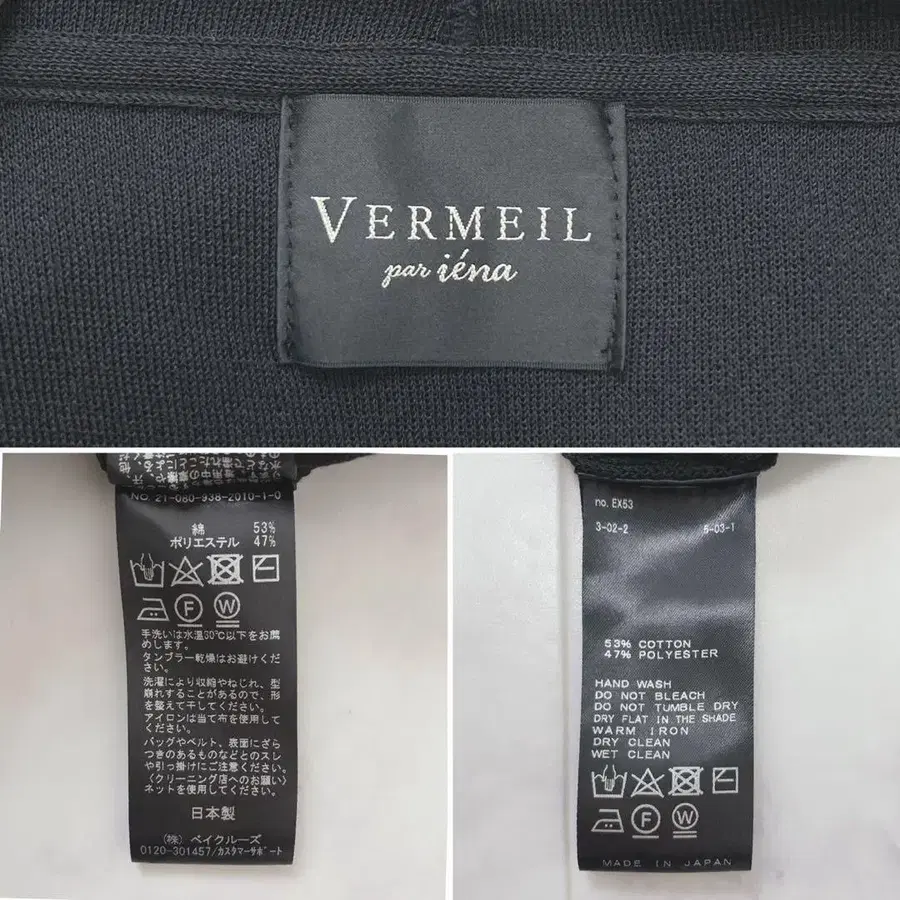 VERMEIL
par iéna
NO. 21-080-938-2010-1-0
綿 53%
ポリエステル 47%
手洗いは水温30℃以下をお薦
めします。
タンブラー乾燥はお避けくだ
さい。
洗濯により収縮やねじれ、型
崩れすることがあるので、形
を整えて干してください。
アイロンは当て布を使用して
ください。
バッグやベルト、表面にざら
つきのあるものなどとのスレ
や引っ掛けにご注意ください。
〈クリーニング店へのお願い〉
ネットを使用してください。
日本製
(株) ベイクルーズ
0120-301457/カスタマーサポート
no. EX53
3-02-2 5-03-1
53% COTTON
47% POLYESTER
HAND WASH
DO NOT BLEACH
DO NOT TUMBLE DRY
DRY FLAT IN THE SHADE
WARM IRON
DRY CLEAN
WET CLEAN
MADE IN JAPAN